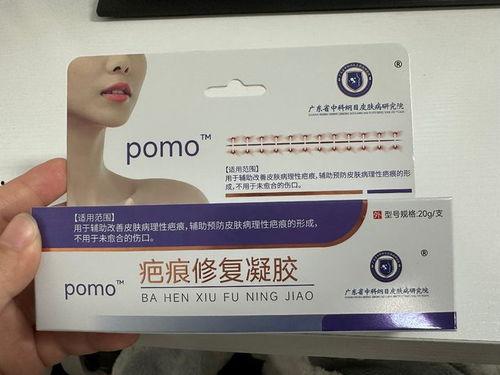 ®
广东省中科纲目皮肤病研究院
pomo™
【适用范围】
用于辅助改善皮肤病理性疤痕,辅助预防皮肤病理性疤痕的形
成,不用于未愈合的伤口。
【适用范围】
用于辅助改善皮肤病理性疤痕,辅助预防皮肤病理性疤痕的形成,
不用于未愈合的伤口。
外 型号规格:20g/支
®
pomo™
疤痕修复凝胶
BA HEN XIU FU NING JIAO
广东省中科纲目皮肤病研究院